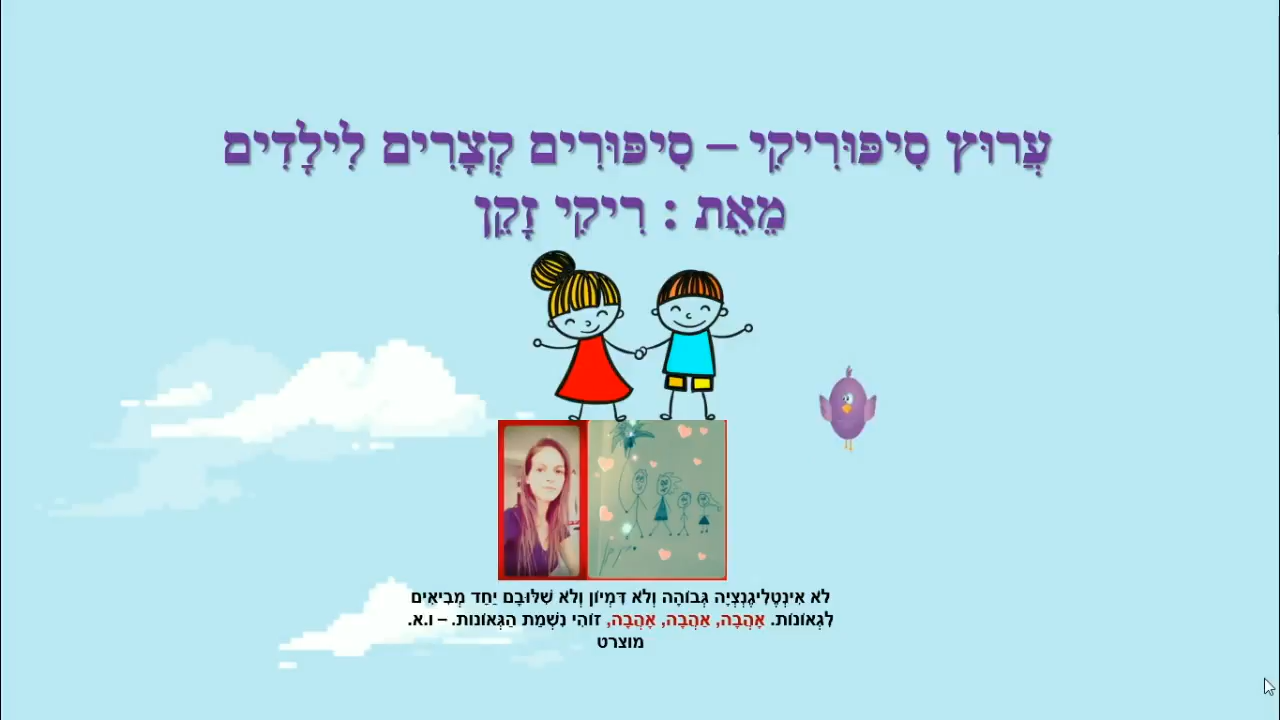 עֲרוּץ סִיפּוּרִיקִי – סִיפּוּרִים קְצָרִים לִילָדִים
מֵאֵת : רִיקִי זָקֵן
לֹא אִינְטֶלִיגֶנְצְיָה גְּבוֹהָה וְלֹא דִּמְיוֹן וְלֹא שִׁלּוּבָם יַחַד מְבִיאִים
לִגְאוֹנוּת. אַהֲבָה, אַהֲבָה, אַהֲבָה, זוֹהִי נִשְׁמַת הַגְּאוֹנוּת. – ו.א.
מוצרט